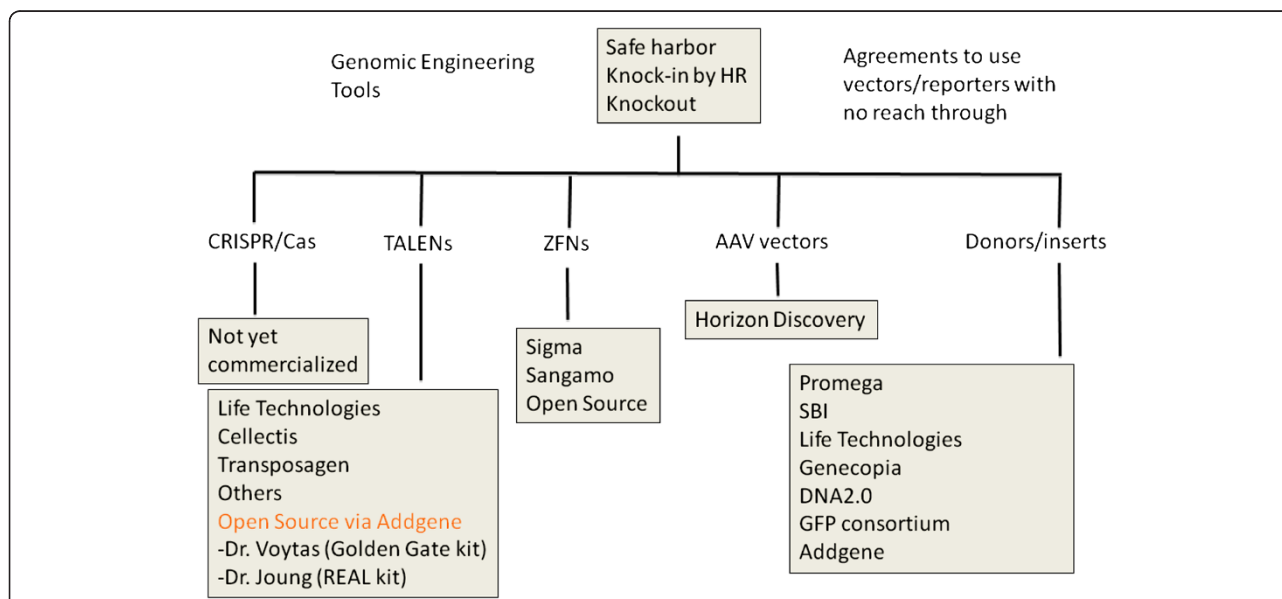 Genomic Engineering
Tools
Safe harbor
Knock-in by HR
Knockout
Agreements to use
vectors/reporters with
no reach through
CRISPR/Cas
TALENs
ZFNs
AAV vectors
Donors/inserts
Not yet
commercialized
Life Technologies
Cellectis
Transposagen
Others
Open Source via Addgene
-Dr. Voytas (Golden Gate kit)
-Dr. Joung (REAL kit)
Sigma
Sangamo
Open Source
Horizon Discovery
Promega
SBI
Life Technologies
Genecopia
DNA2.0
GFP consortium
Addgene